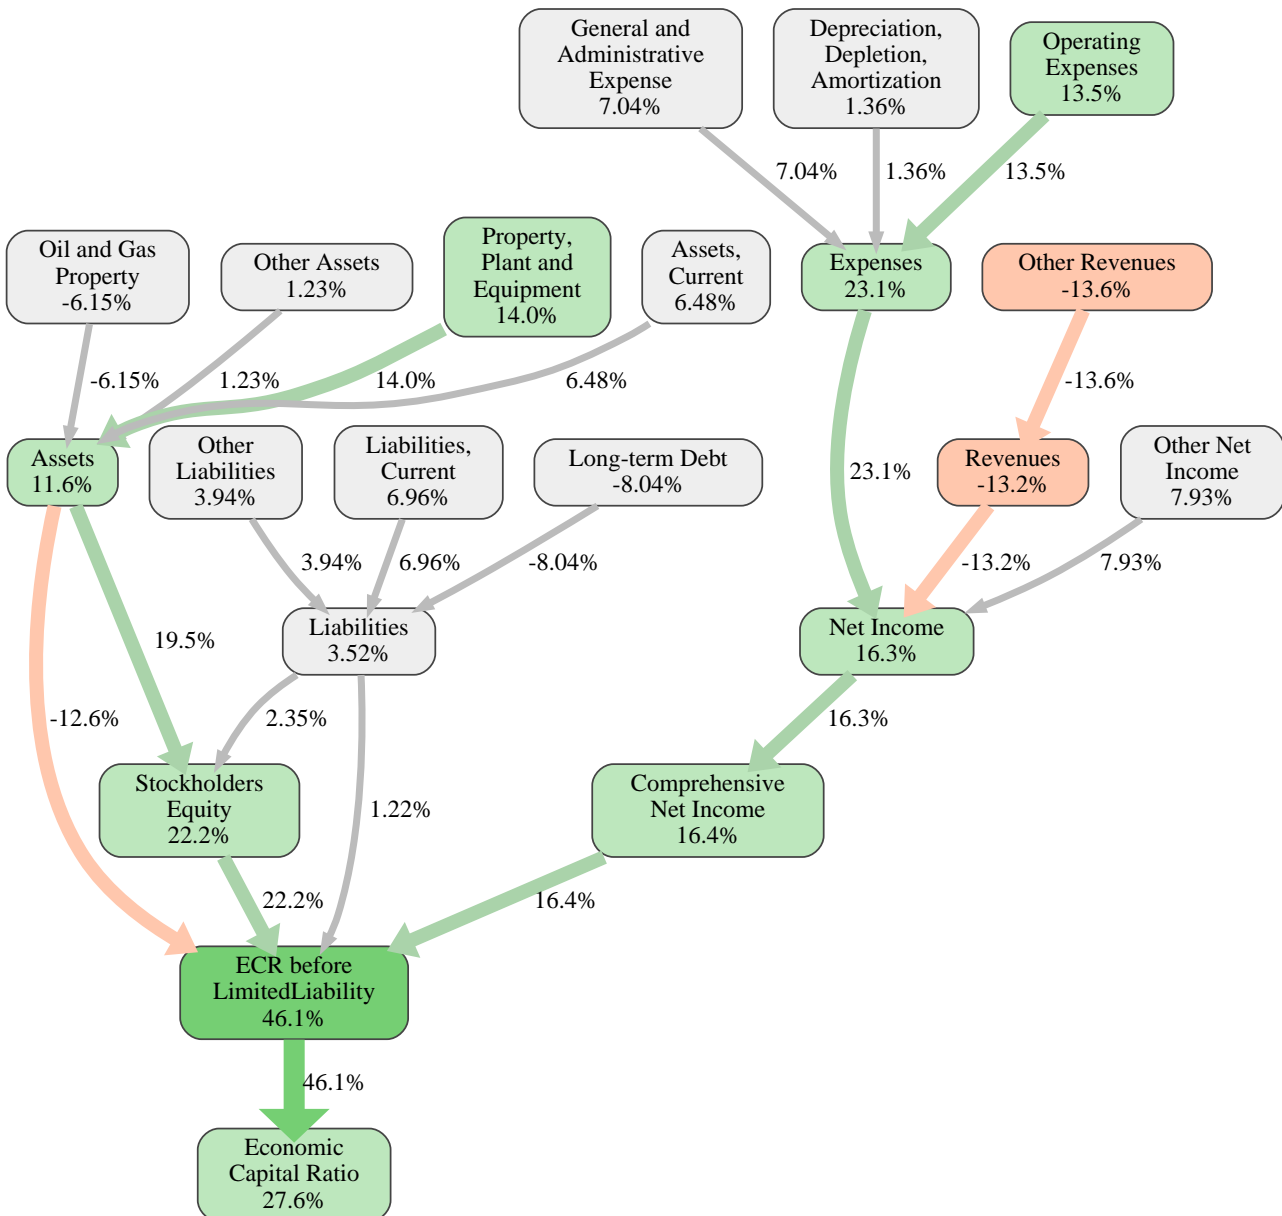 General and
Administrative
Expense
7.04%
Depreciation,
Depletion,
Amortization
1.36%
Operating
Expenses
13.5%
7.04%
1.36%
13.5%
Oil and Gas
Property
-6.15%
Other Assets
1.23%
Property,
Plant and
Equipment
14.0%
Assets,
Current
6.48%
Expenses
23.1%
Other Revenues
-13.6%
-6.15%
1.23%
14.0%
6.48%
-13.6%
Assets
11.6%
Other
Liabilities
3.94%
Liabilities,
Current
6.96%
Long-term Debt
-8.04%
23.1%
Revenues
-13.2%
Other Net
Income
7.93%
3.94%
6.96%
-8.04%
-13.2%
7.93%
19.5%
Liabilities
3.52%
Net Income
16.3%
-12.6%
2.35%
16.3%
Stockholders
Equity
22.2%
1.22%
Comprehensive
Net Income
16.4%
22.2%
16.4%
ECR before
LimitedLiability
46.1%
46.1%
Economic
Capital Ratio
27.6%